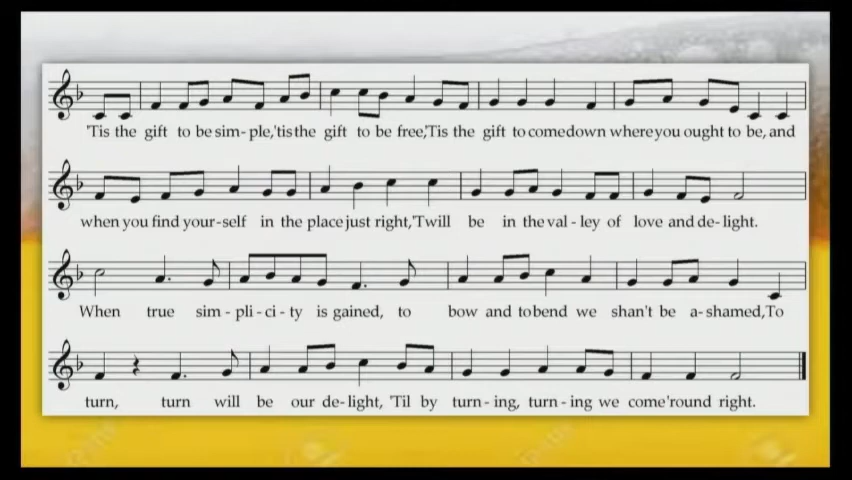 'Tis the gift to be sim- ple,'tis the gift to be free,'Tis the gift to come down where you ought to be, and
when you find your-self in the place just right,'Twill be in the val - ley of love and de-light.
When true sim - pli - ci - ty is gained, to bow and to bend we shan't be a-shamed,To
turn, turn will be our de-light, 'Til by turn - ing, turn - ing we come 'round right.